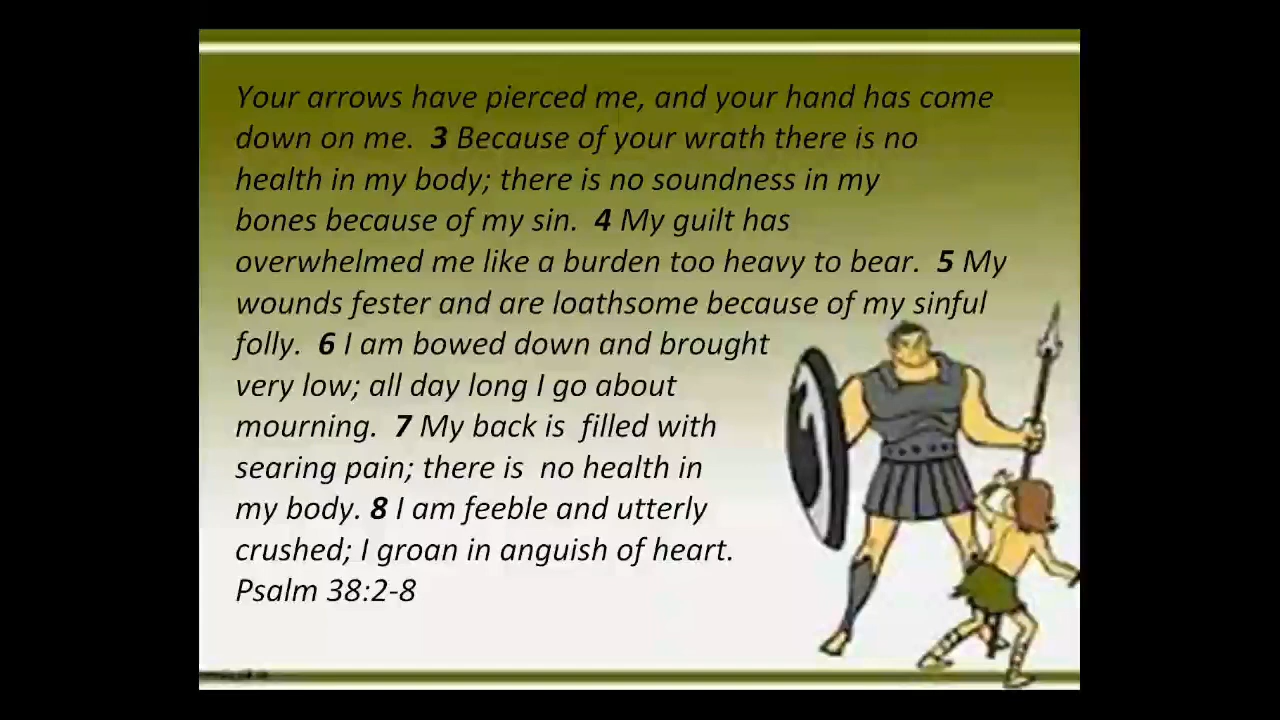 Your arrows have pierced me, and your hand has come
down on me. 3 Because of your wrath there is no
health in my body; there is no soundness in my
bones because of my sin. 4 My guilt has
overwhelmed me like a burden too heavy to bear. 5 My
wounds fester and are loathsome because of my sinful
folly. 6 I am bowed down and brought
very low; all day long I go about
mourning. 7 My back is filled with
searing pain; there is no health in
my body. 8 I am feeble and utterly
crushed; I groan in anguish of heart.
Psalm 38:2-8